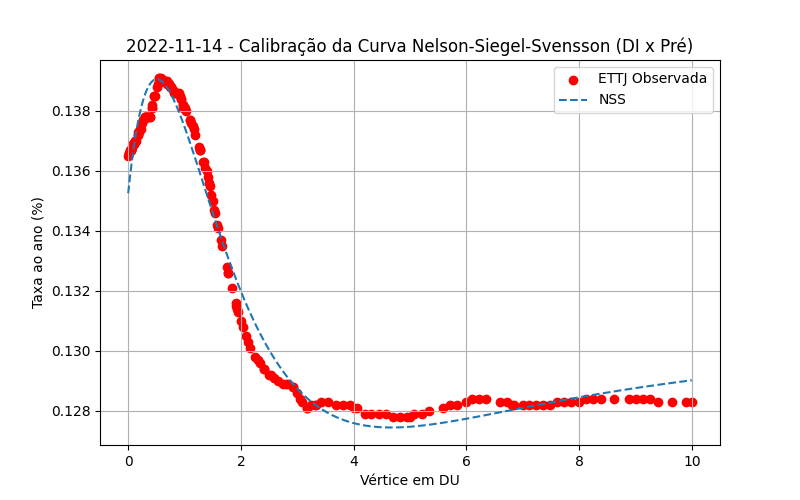 2022-11-14 - Calibração da Curva Nelson-Siegel-Svensson (DI x Pré)
ETTJ Observada
NSS
0.138
0.136
0.134
0.132
0.130
0.128
Taxa ao ano (%)
0
2
4
6
8
10
Vértice em DU